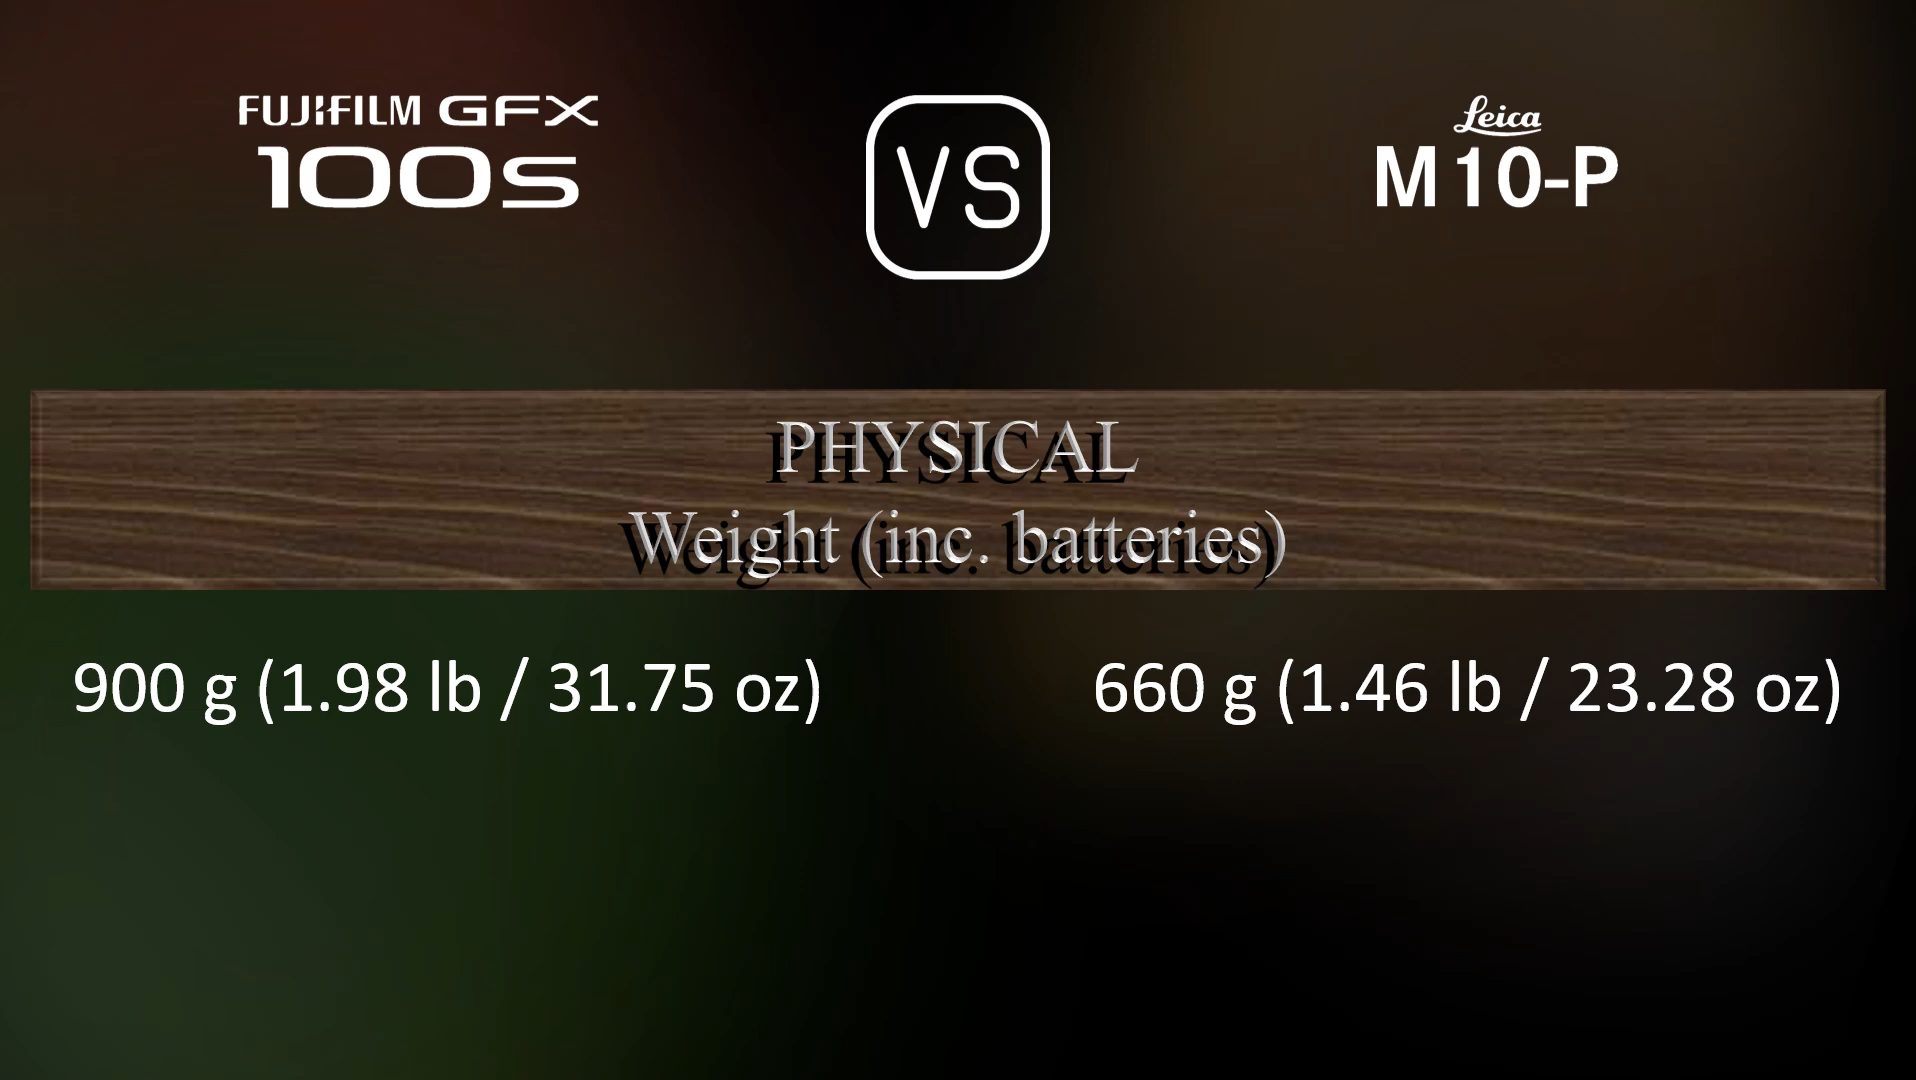 FUJIFILM GFX
100S
VS
Leica
M10-P
PHYSICAL
Weight (inc. batteries)
900 g (1.98 lb / 31.75 oz)
660 g (1.46 lb / 23.28 oz)